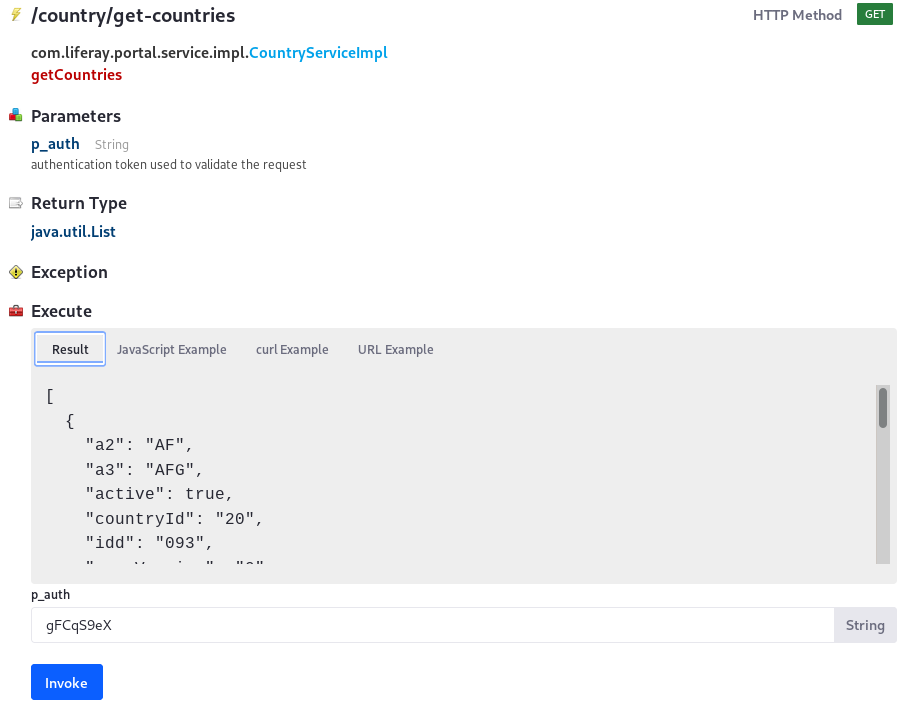 /country/get-countries
HTTP Method GET
com.liferay.portal.service.impl.CountryServiceImpl
getCountries
Parameters
p_auth String
authentication token used to validate the request
Return Type
java.util.List
Exception
Execute
Result JavaScript Example curl Example URL Example
[
{
"a2": "AF",
"a3": "AFG",
"active": true,
"countryId": "20",
"idd": "093",
p_auth
gFCqS9eX String
Invoke